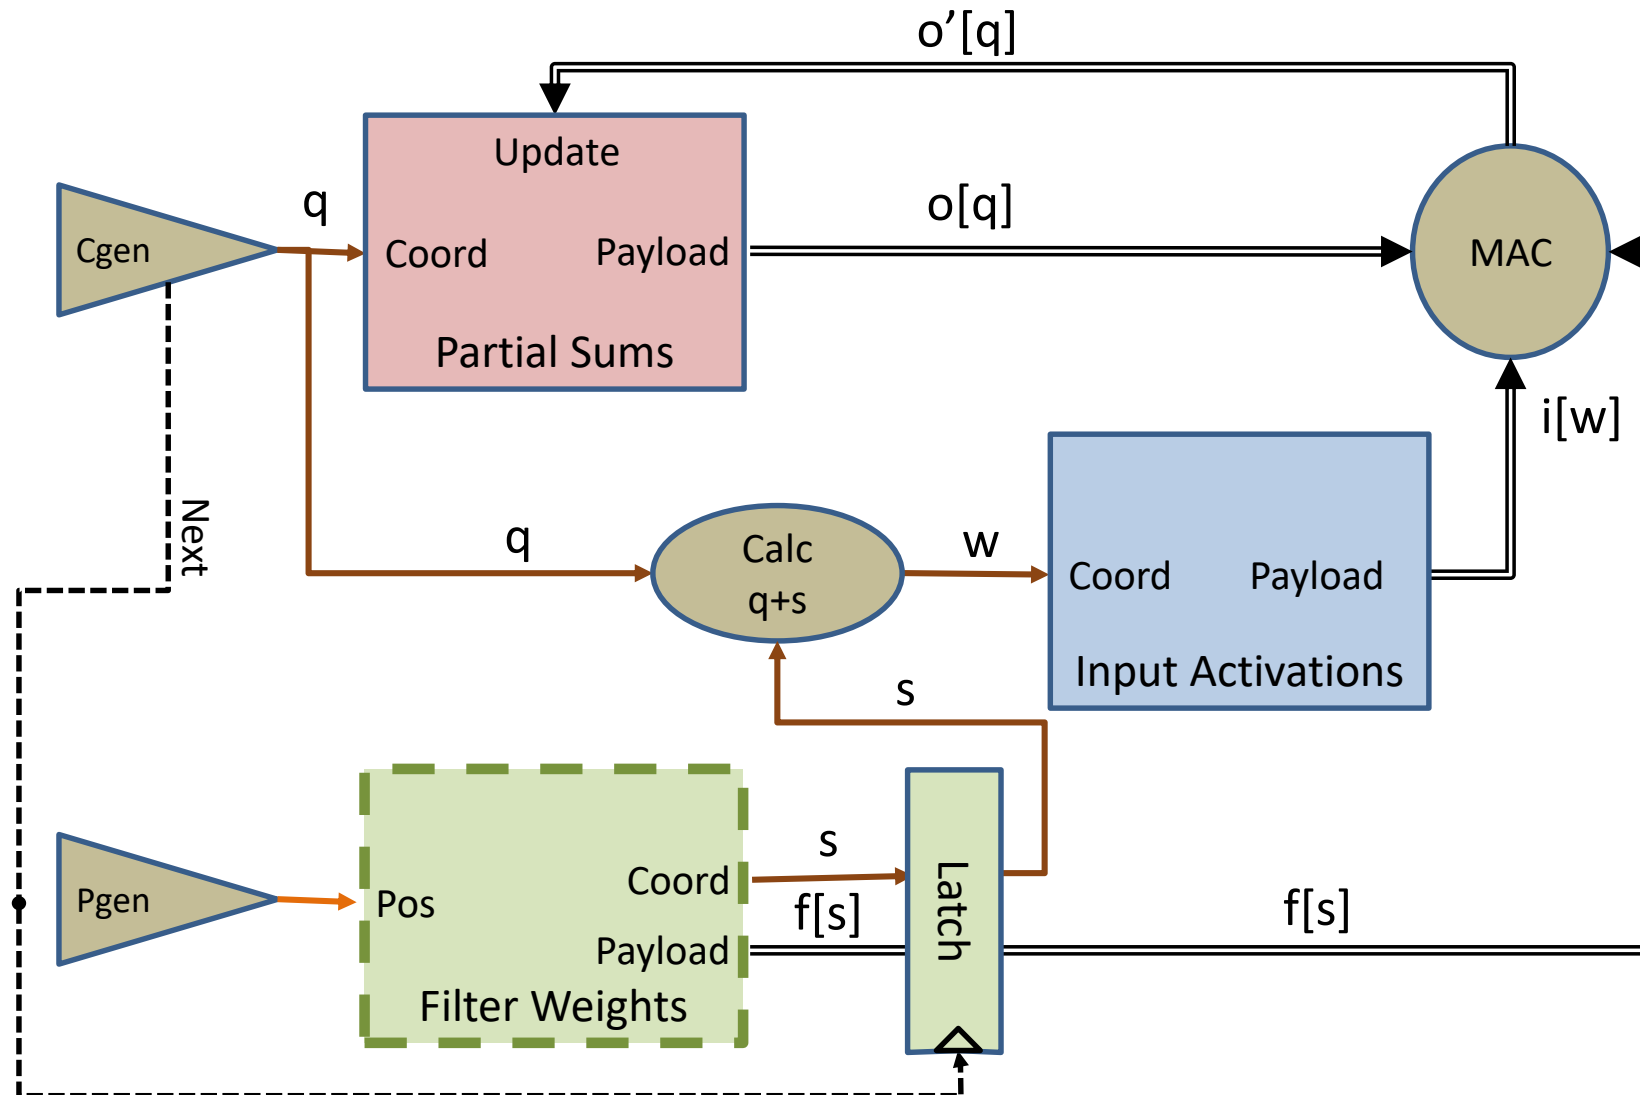 o’[q]
Update
q
o[q]
Cgen
Coord
Payload
MAC
Partial Sums
i[w]
Next
q
Calc
q+s
w
Coord
Payload
Input Activations
s
s
Coord
Pgen
Pos
f[s]
Latch
f[s]
Payload
Filter Weights